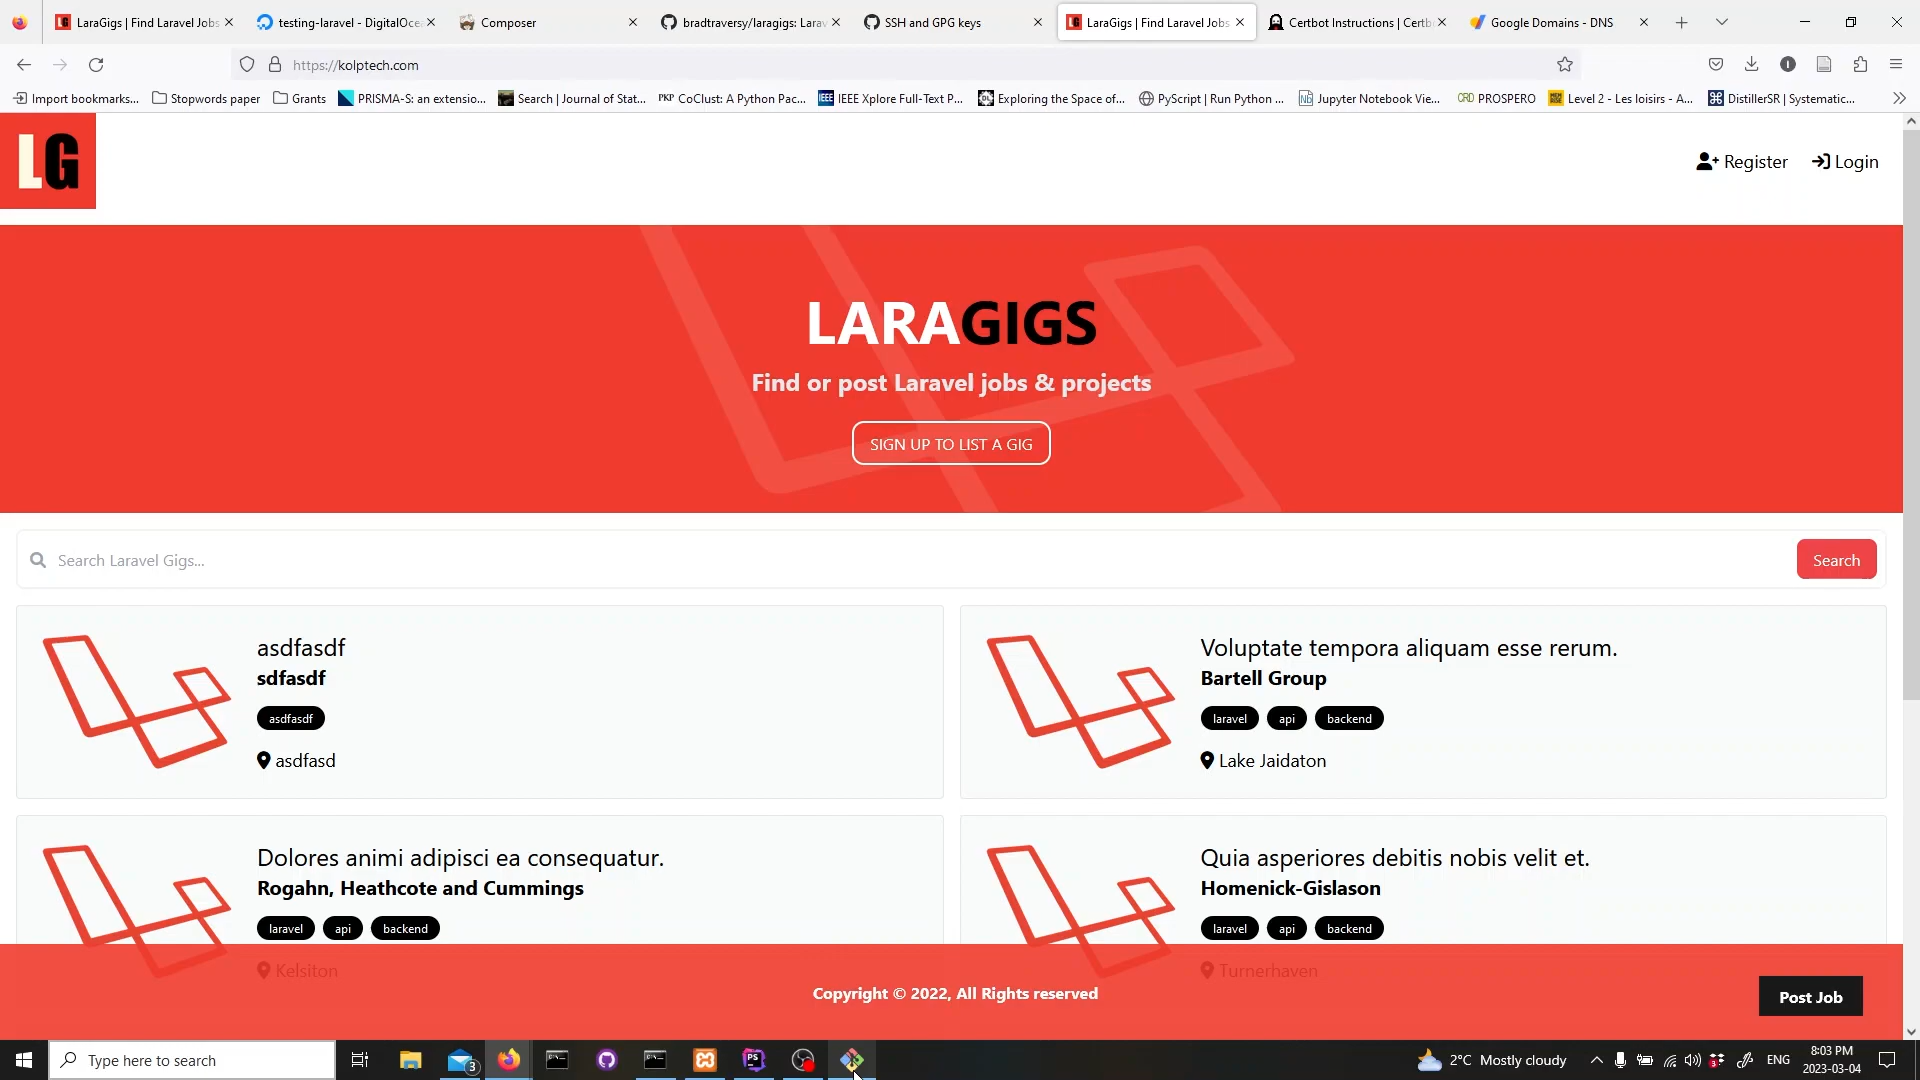 LaraGigs | Find Laravel Jobs
testing-laravel - DigitalOcea
Composer
bradtraversy/laragigs: Larav
SSH and GPG keys
LaraGigs | Find Laravel Jobs
Certbot Instructions | Certb
Google Domains - DNS
https://kolptech.com
Import bookmarks...
Stopwords paper
Grants
PRISMA-S: an extensio...
Search | Journal of Stat...
PKP CoClust: A Python Pac...
IEEE IEEE Xplore Full-Text P...
Exploring the Space of...
PyScript | Run Python ...
Jupyter Notebook Vie...
CRD PROSPERO
Level 2 - Les loisirs - A...
DistillerSR | Systematic...
LG
Register
Login
LARAGIGS
Find or post Laravel jobs & projects
SIGN UP TO LIST A GIG
Search Laravel Gigs...
Search
asdfasdf
sdfasdf
asdfasdf
asdfasd
Voluptate tempora aliquam esse rerum.
Bartell Group
laravel api backend
Lake Jaidaton
Dolores animi adipisci ea consequatur.
Rogahn, Heathcote and Cummings
laravel api backend
Kelsiton
Quia asperiores debitis nobis velit et.
Homenick-Gislason
laravel api backend
Turnerhaven
Copyright © 2022, All Rights reserved
Post Job
Type here to search
3
PS
2°C Mostly cloudy
ENG
8:03 PM
2023-03-04